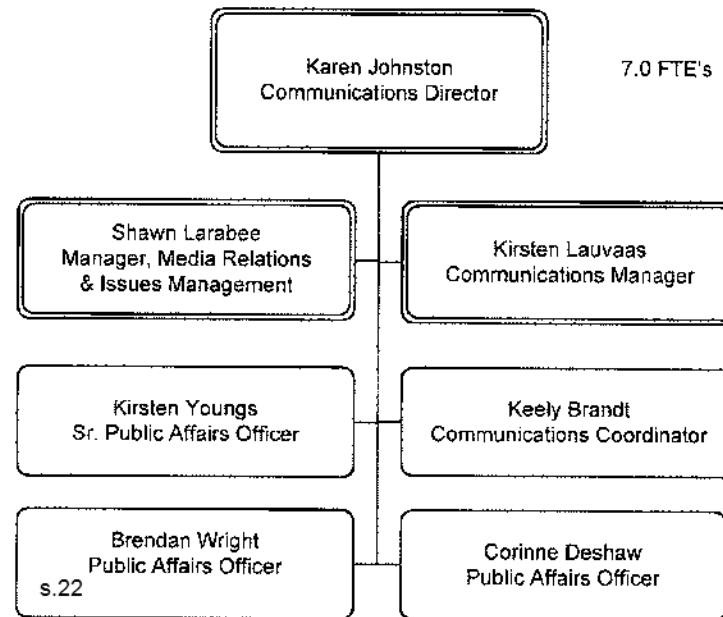 Karen Johnston
Communications Director
7.0 FTE's
Shawn Larabee
Manager, Media Relations
& Issues Management
Kirsten Lauvaas
Communications Manager
Kirsten Youngs
Sr. Public Affairs Officer
Keely Brandt
Communications Coordinator
Brendan Wright
Public Affairs Officer
s.22
Corinne Deshaw
Public Affairs Officer